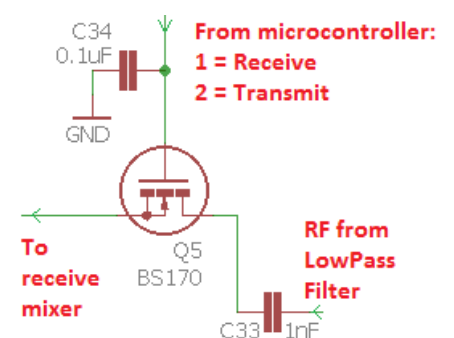 C34
0.1uF
From microcontroller:
1 = Receive
2 = Transmit
GND
To
receive
mixer
Q5
BS170
RF from
LowPass
Filter
C33
1nF